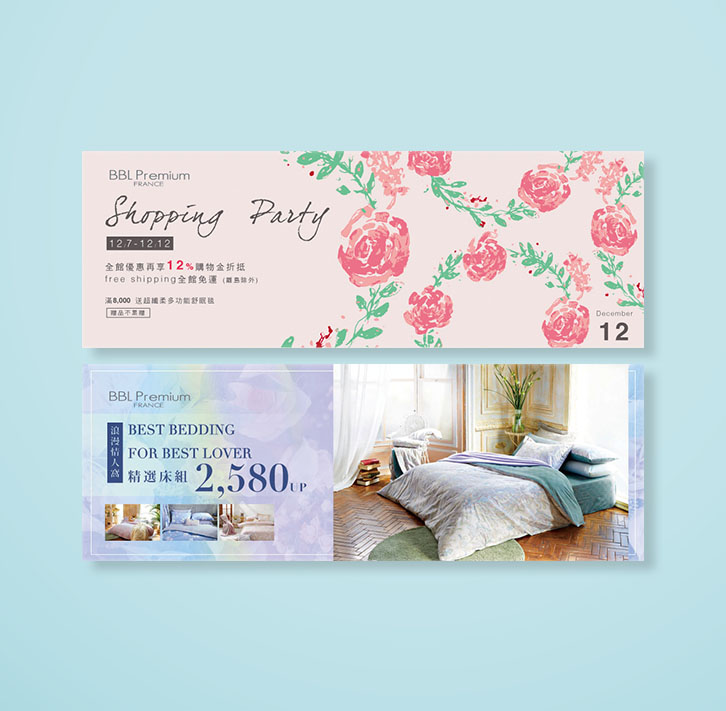 BBL Premium
FRANCE
Shopping Party
12.7-12.12
全館優惠再享12%購物金折抵
free shipping全館免運 (離島除外)
滿8,000 送超纖柔多功能舒眠毯
贈品不累贈
December
12
BBL Premium
FRANCE
浪漫情人窩
BEST BEDDING
FOR BEST LOVER
精選床組 2,580UP